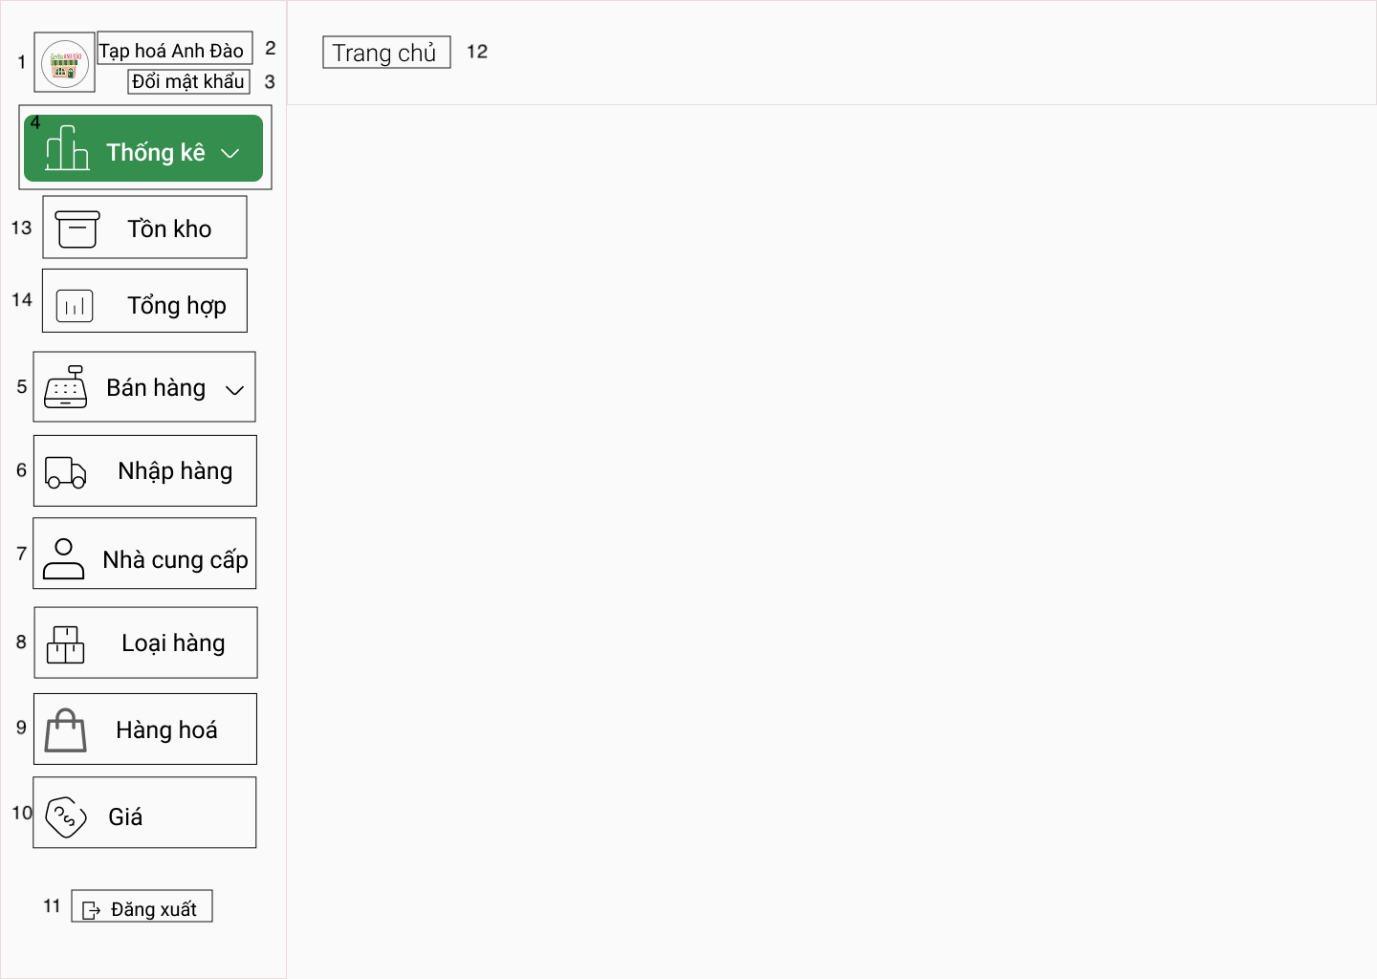 1
Tạp hoá Anh Đào 2
Đổi mật khẩu 3
Trang chủ 12
4
Thống kê
13 Tồn kho
14 Tổng hợp
5 Bán hàng
6 Nhập hàng
7 Nhà cung cấp
8 Loại hàng
9 Hàng hoá
10 Giá
11 Đăng xuất